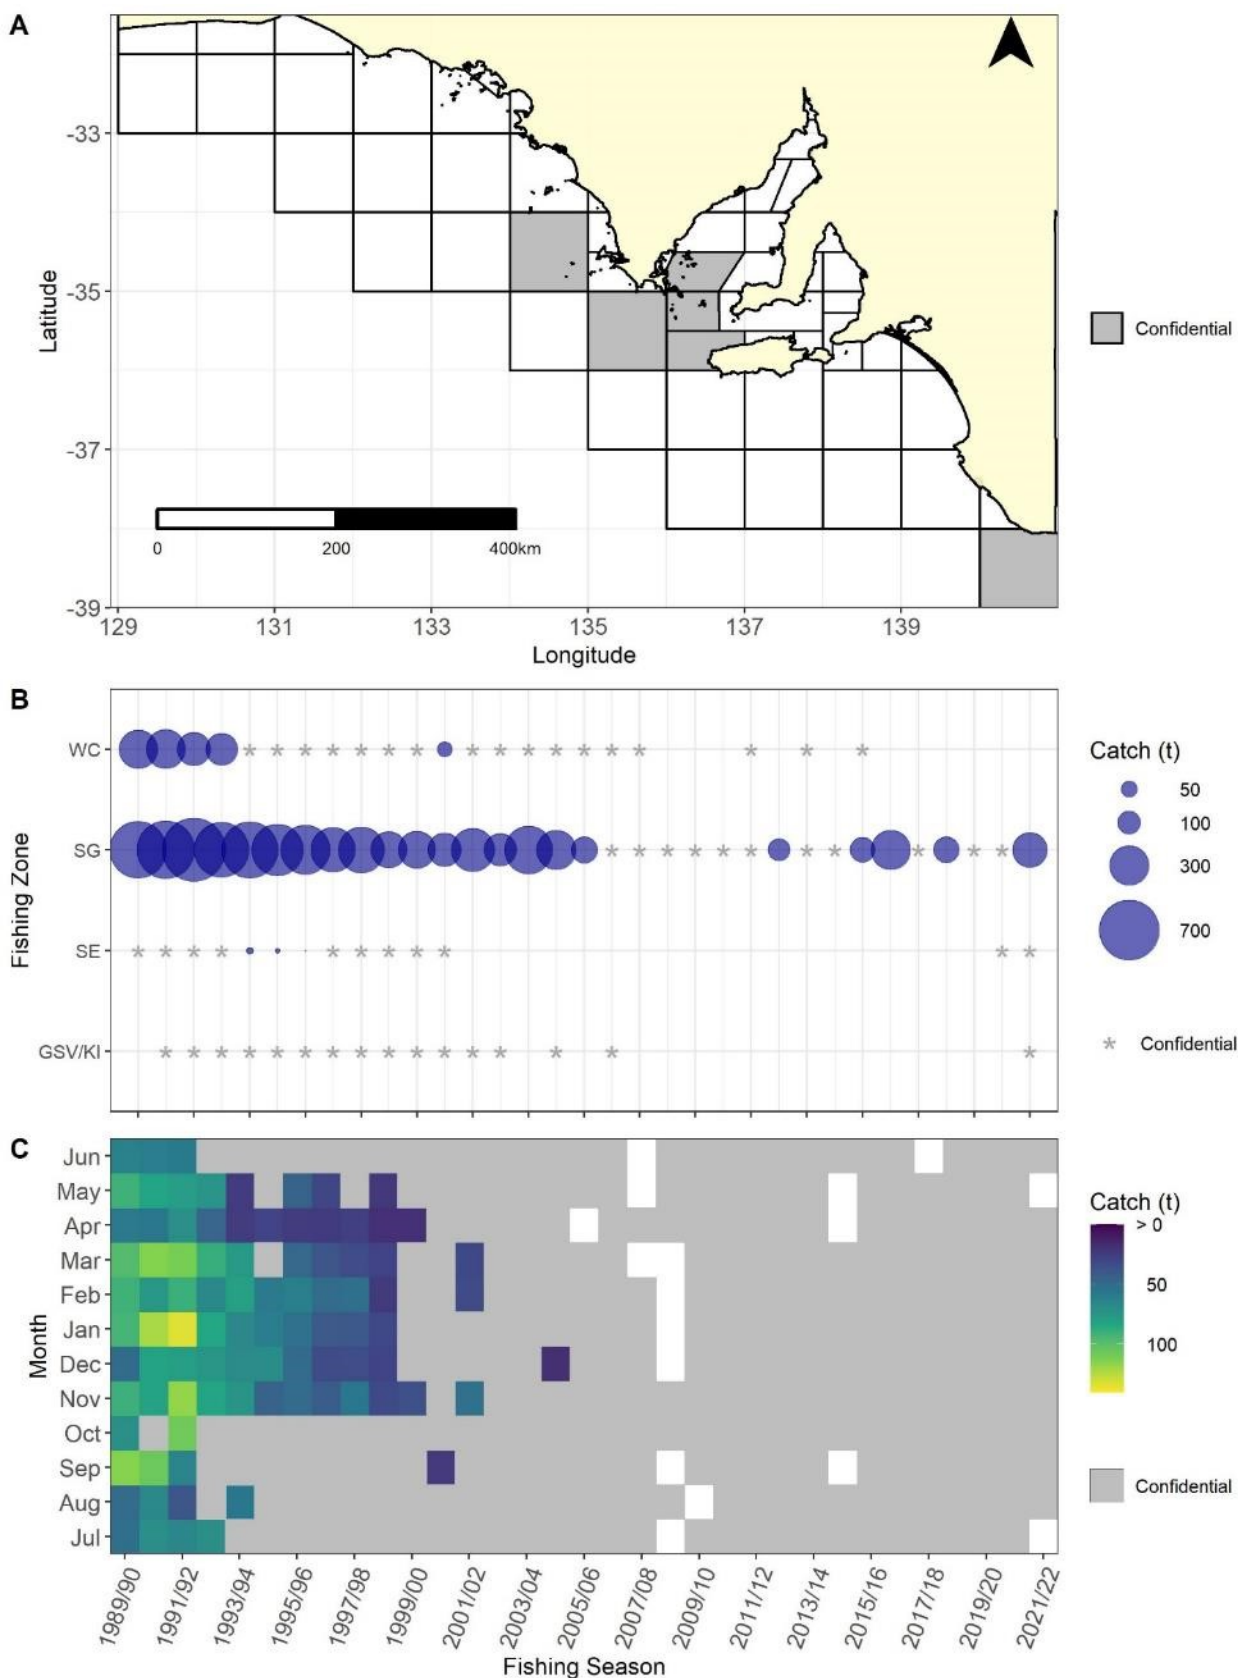 A
-33
-35
-37
-39
Latitude
0
200
400km
129
131
133
135
137
139
Longitude
Confidential
B
WC
SG
SE
GSV/KI
Fishing Zone
Catch (t)
50
100
300
700
* Confidential
C
Jun
May
Apr
Mar
Feb
Jan
Dec
Nov
Oct
Sep
Aug
Jul
Month
1989/90
1991/92
1993/94
1995/96
1997/98
1999/00
2001/02
2003/04
2005/06
2007/08
2009/10
2011/12
2013/14
2015/16
2017/18
2019/20
2021/22
Fishing Season
Catch (t)
> 0
50
100
Confidential